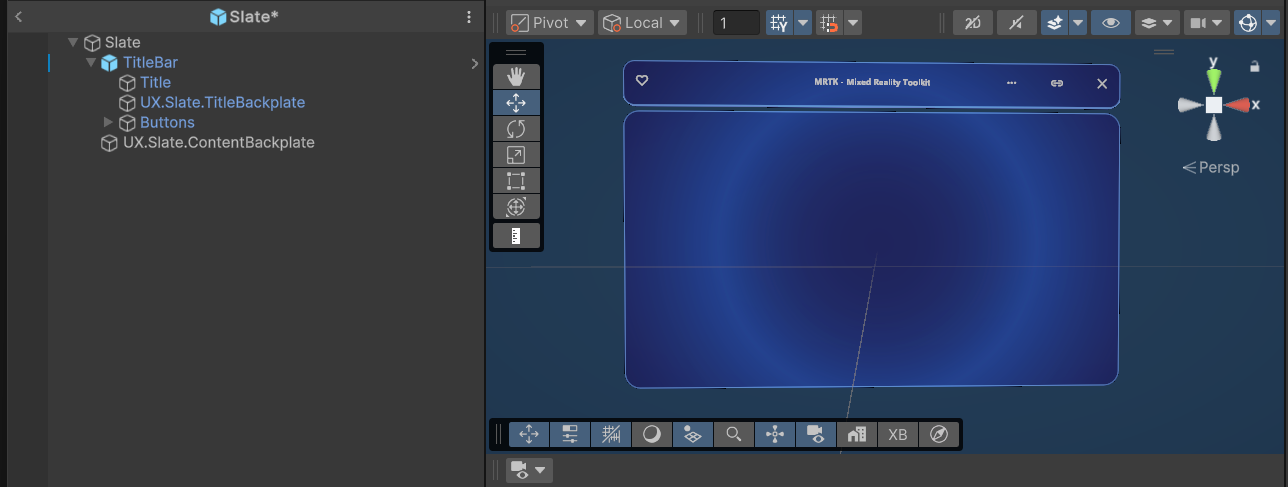 Slate*
Slate
TitleBar
Title
UX.Slate.TitleBackplate
Buttons
UX.Slate.ContentBackplate
Pivot
Local
1
2D
MRTK - Mixed Reality Toolkit
y
x
Persp
XB